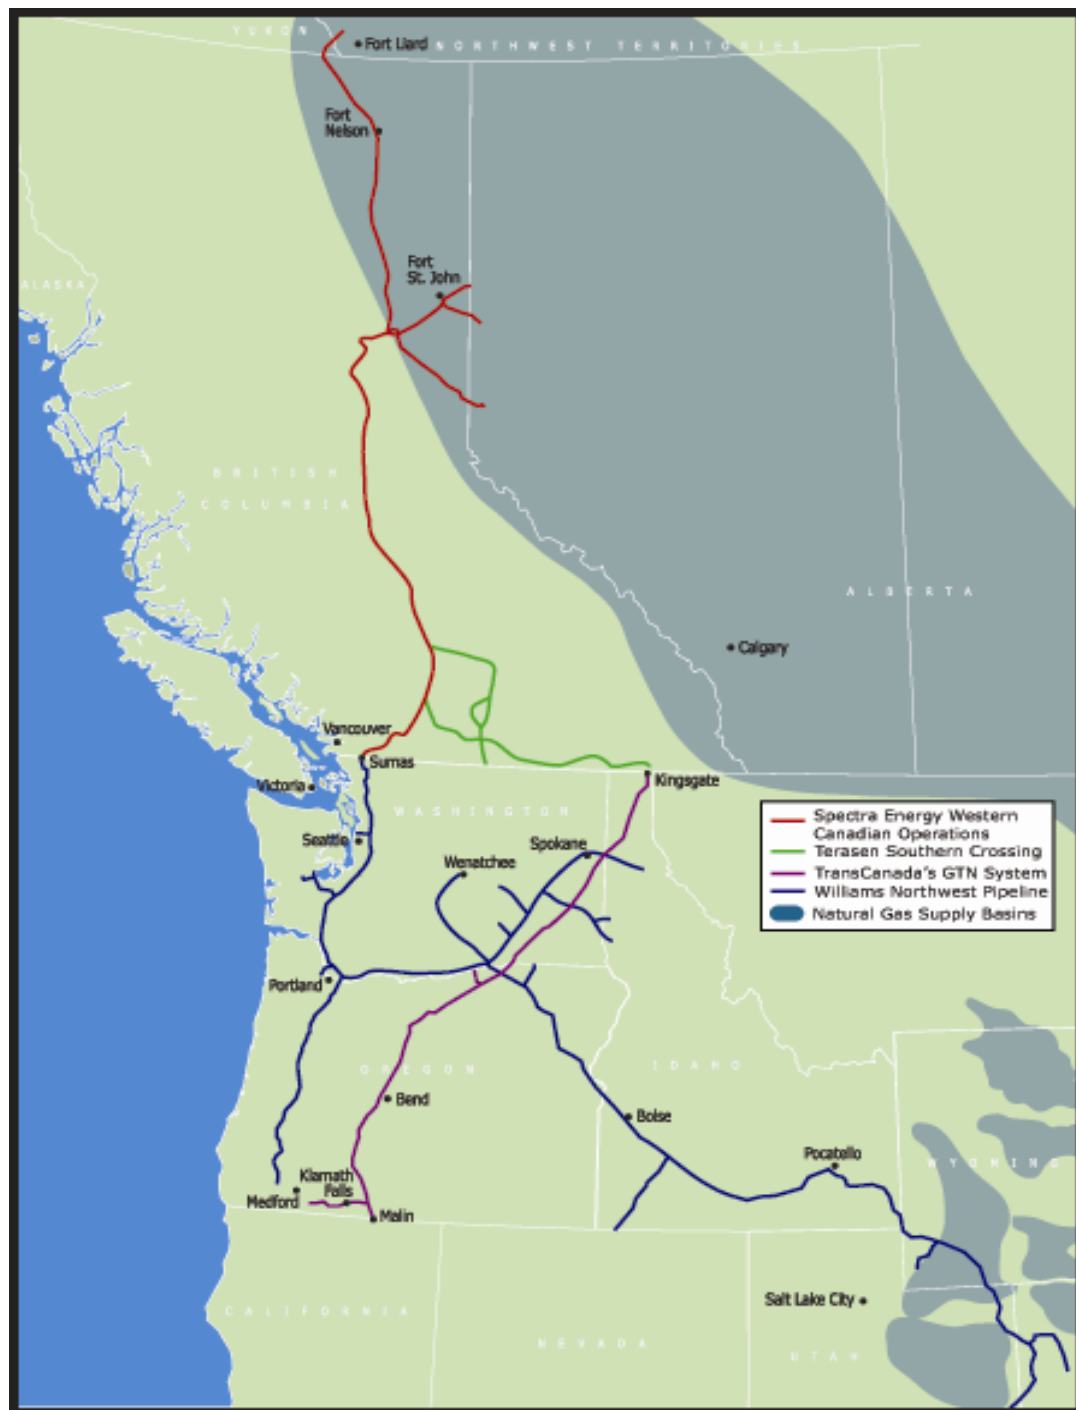 YUKON
Fort Liard
NORTHWEST TERRITORIES
Fort
Nelson
Fort
St. John
ALASKA
BRITISH
COLUMBIA
ALBERTA
Calgary
Vancouver
Sumas
Victoria
Kingsgate
WASHINGTON
Seattle
Spokane
Wenatchee
Spectra Energy Western
Canadian Operations
Terasen Southern Crossing
TransCanada's GTN System
Williams Northwest Pipeline
Natural Gas Supply Basins
Portland
OREGON
IDAHO
Bend
Boise
Pocatello
WYOMING
Klamath
Falls
Medford
Malin
Salt Lake City
CALIFORNIA
NEVADA
UTAH